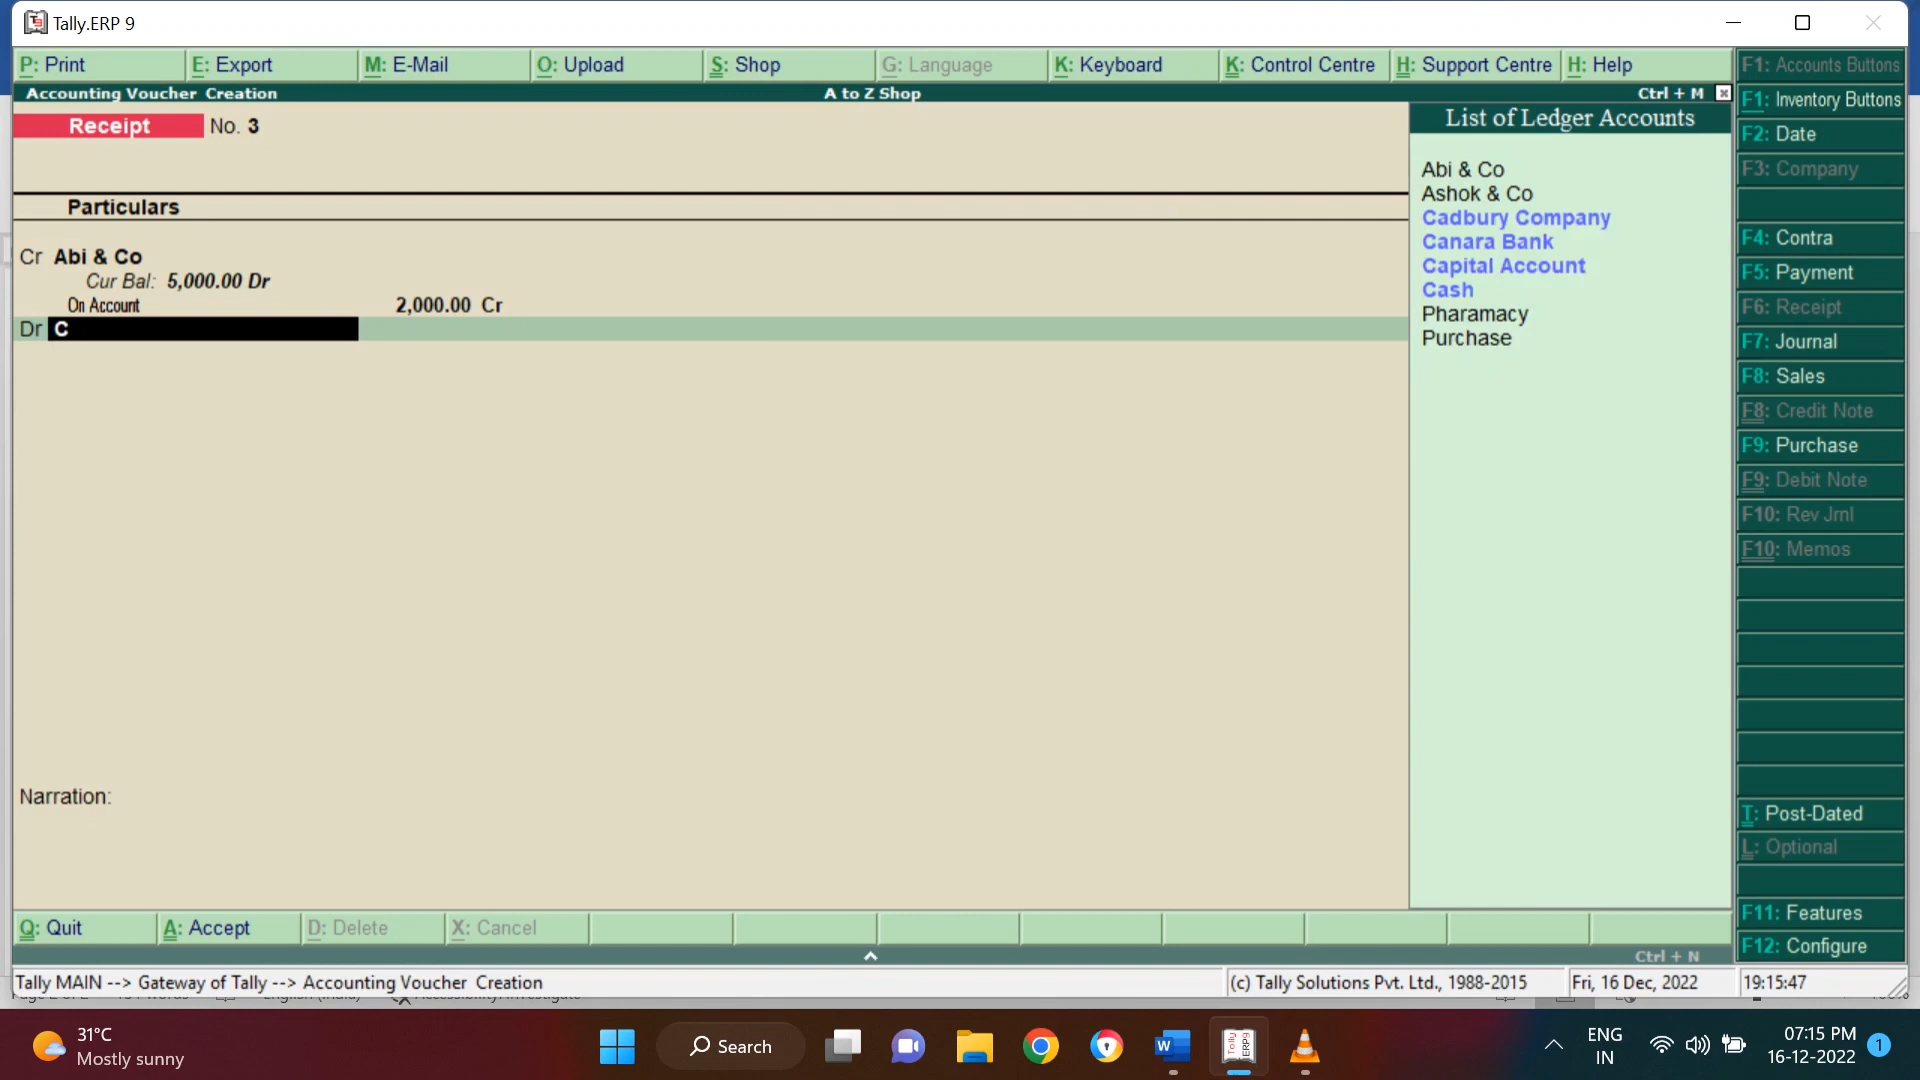 Tally.ERP 9
P: Print E: Export M: E-Mail O: Upload S: Shop G: Language K: Keyboard K: Control Centre H: Support Centre H: Help
Accounting Voucher Creation A to Z Shop Ctrl + M
Receipt No. 3
Particulars
Cr Abi & Co
Cur Bal: 5,000.00 Dr
On Account 2,000.00 Cr
Dr C
Narration:
List of Ledger Accounts
Abi & Co
Ashok & Co
Cadbury Company
Canara Bank
Capital Account
Cash
Pharamacy
Purchase
F1: Accounts Buttons
F1: Inventory Buttons
F2: Date
F3: Company
F4: Contra
F5: Payment
F6: Receipt
F7: Journal
F8: Sales
F8: Credit Note
F9: Purchase
F9: Debit Note
F10: Rev Jrnl
F10: Memos
T: Post-Dated
L: Optional
F11: Features
F12: Configure
Q: Quit A: Accept D: Delete X: Cancel
Ctrl + N
Tally MAIN --> Gateway of Tally --> Accounting Voucher Creation (c) Tally Solutions Pvt. Ltd., 1988-2015 Fri, 16 Dec, 2022 19:15:47
31°C
Mostly sunny
Search
ENG
IN
07:15 PM
16-12-2022
1